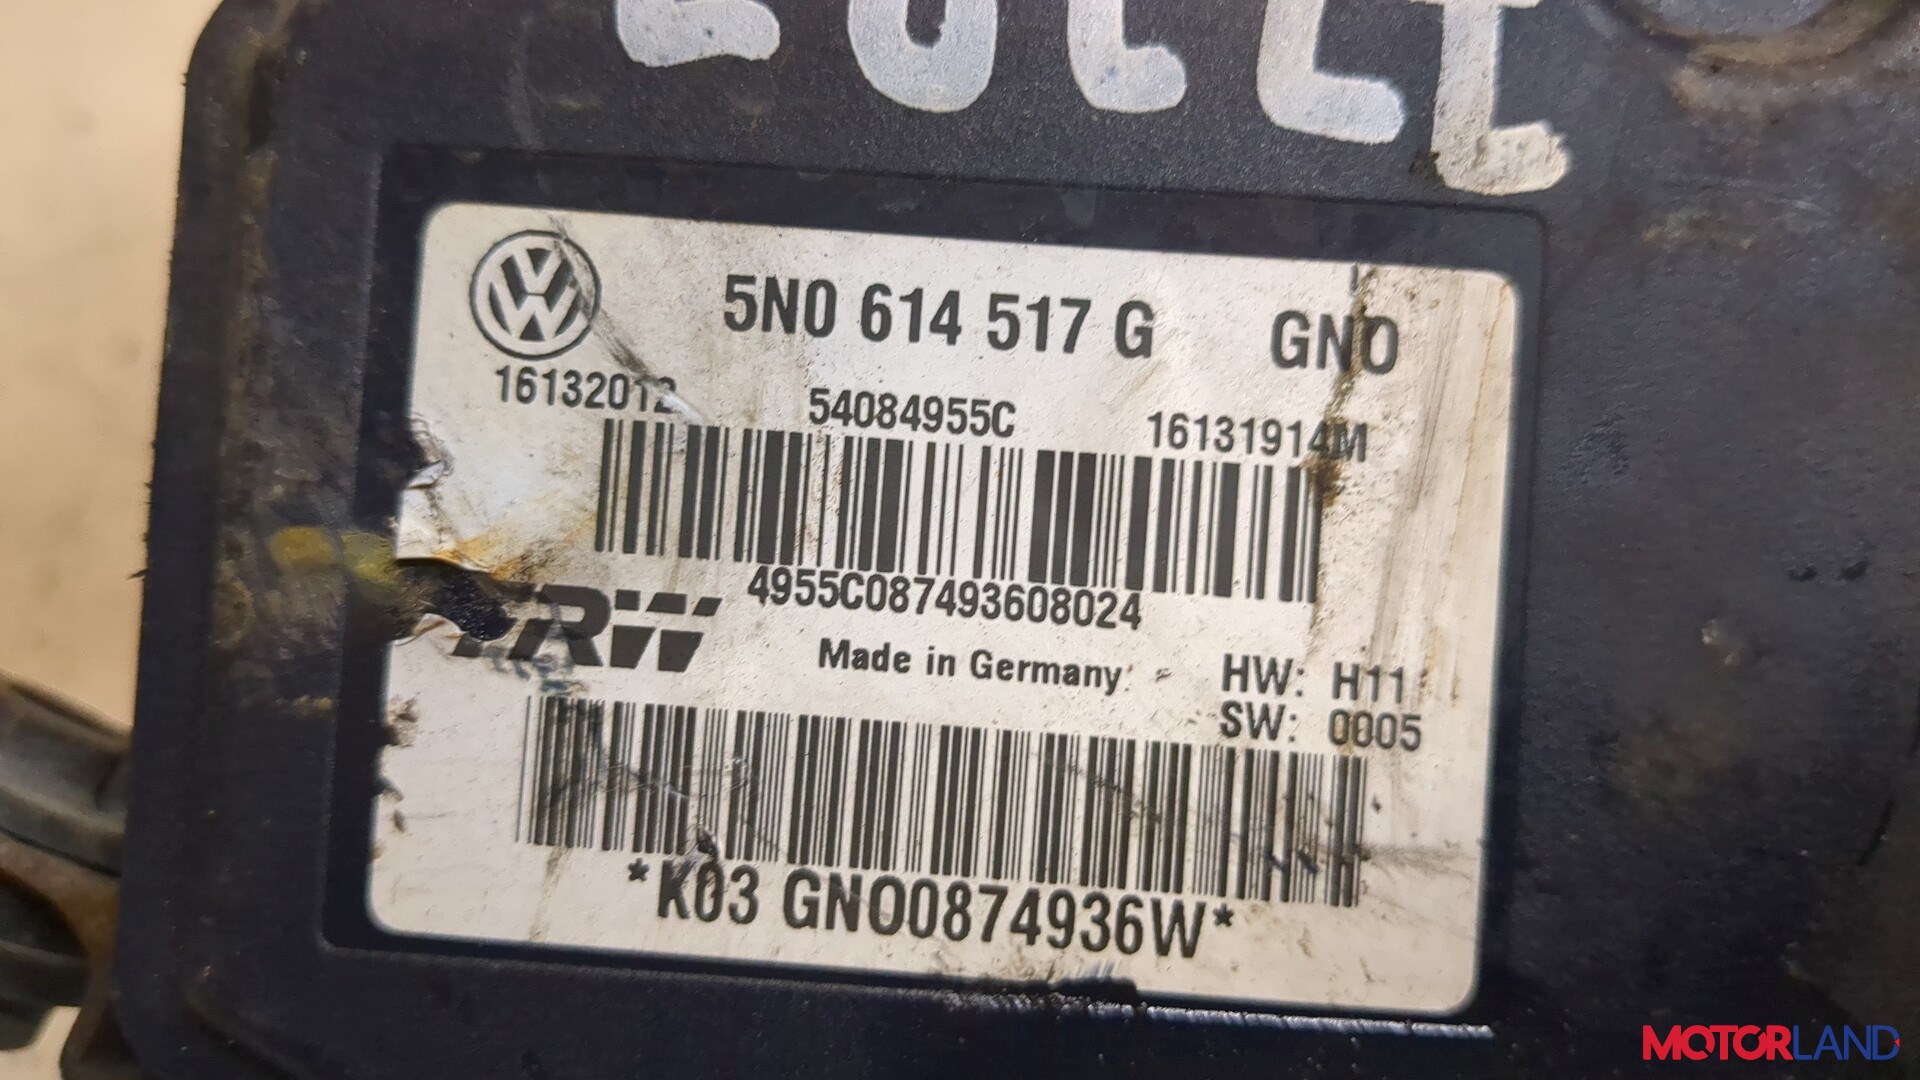 5N0 614 517 G GNO
16132012 54084955C 16131914M
4955C087493608024
TRW
Made in Germany
HW: H11
SW: 0005
*K03 GNO0874936W*
MOTORLAND